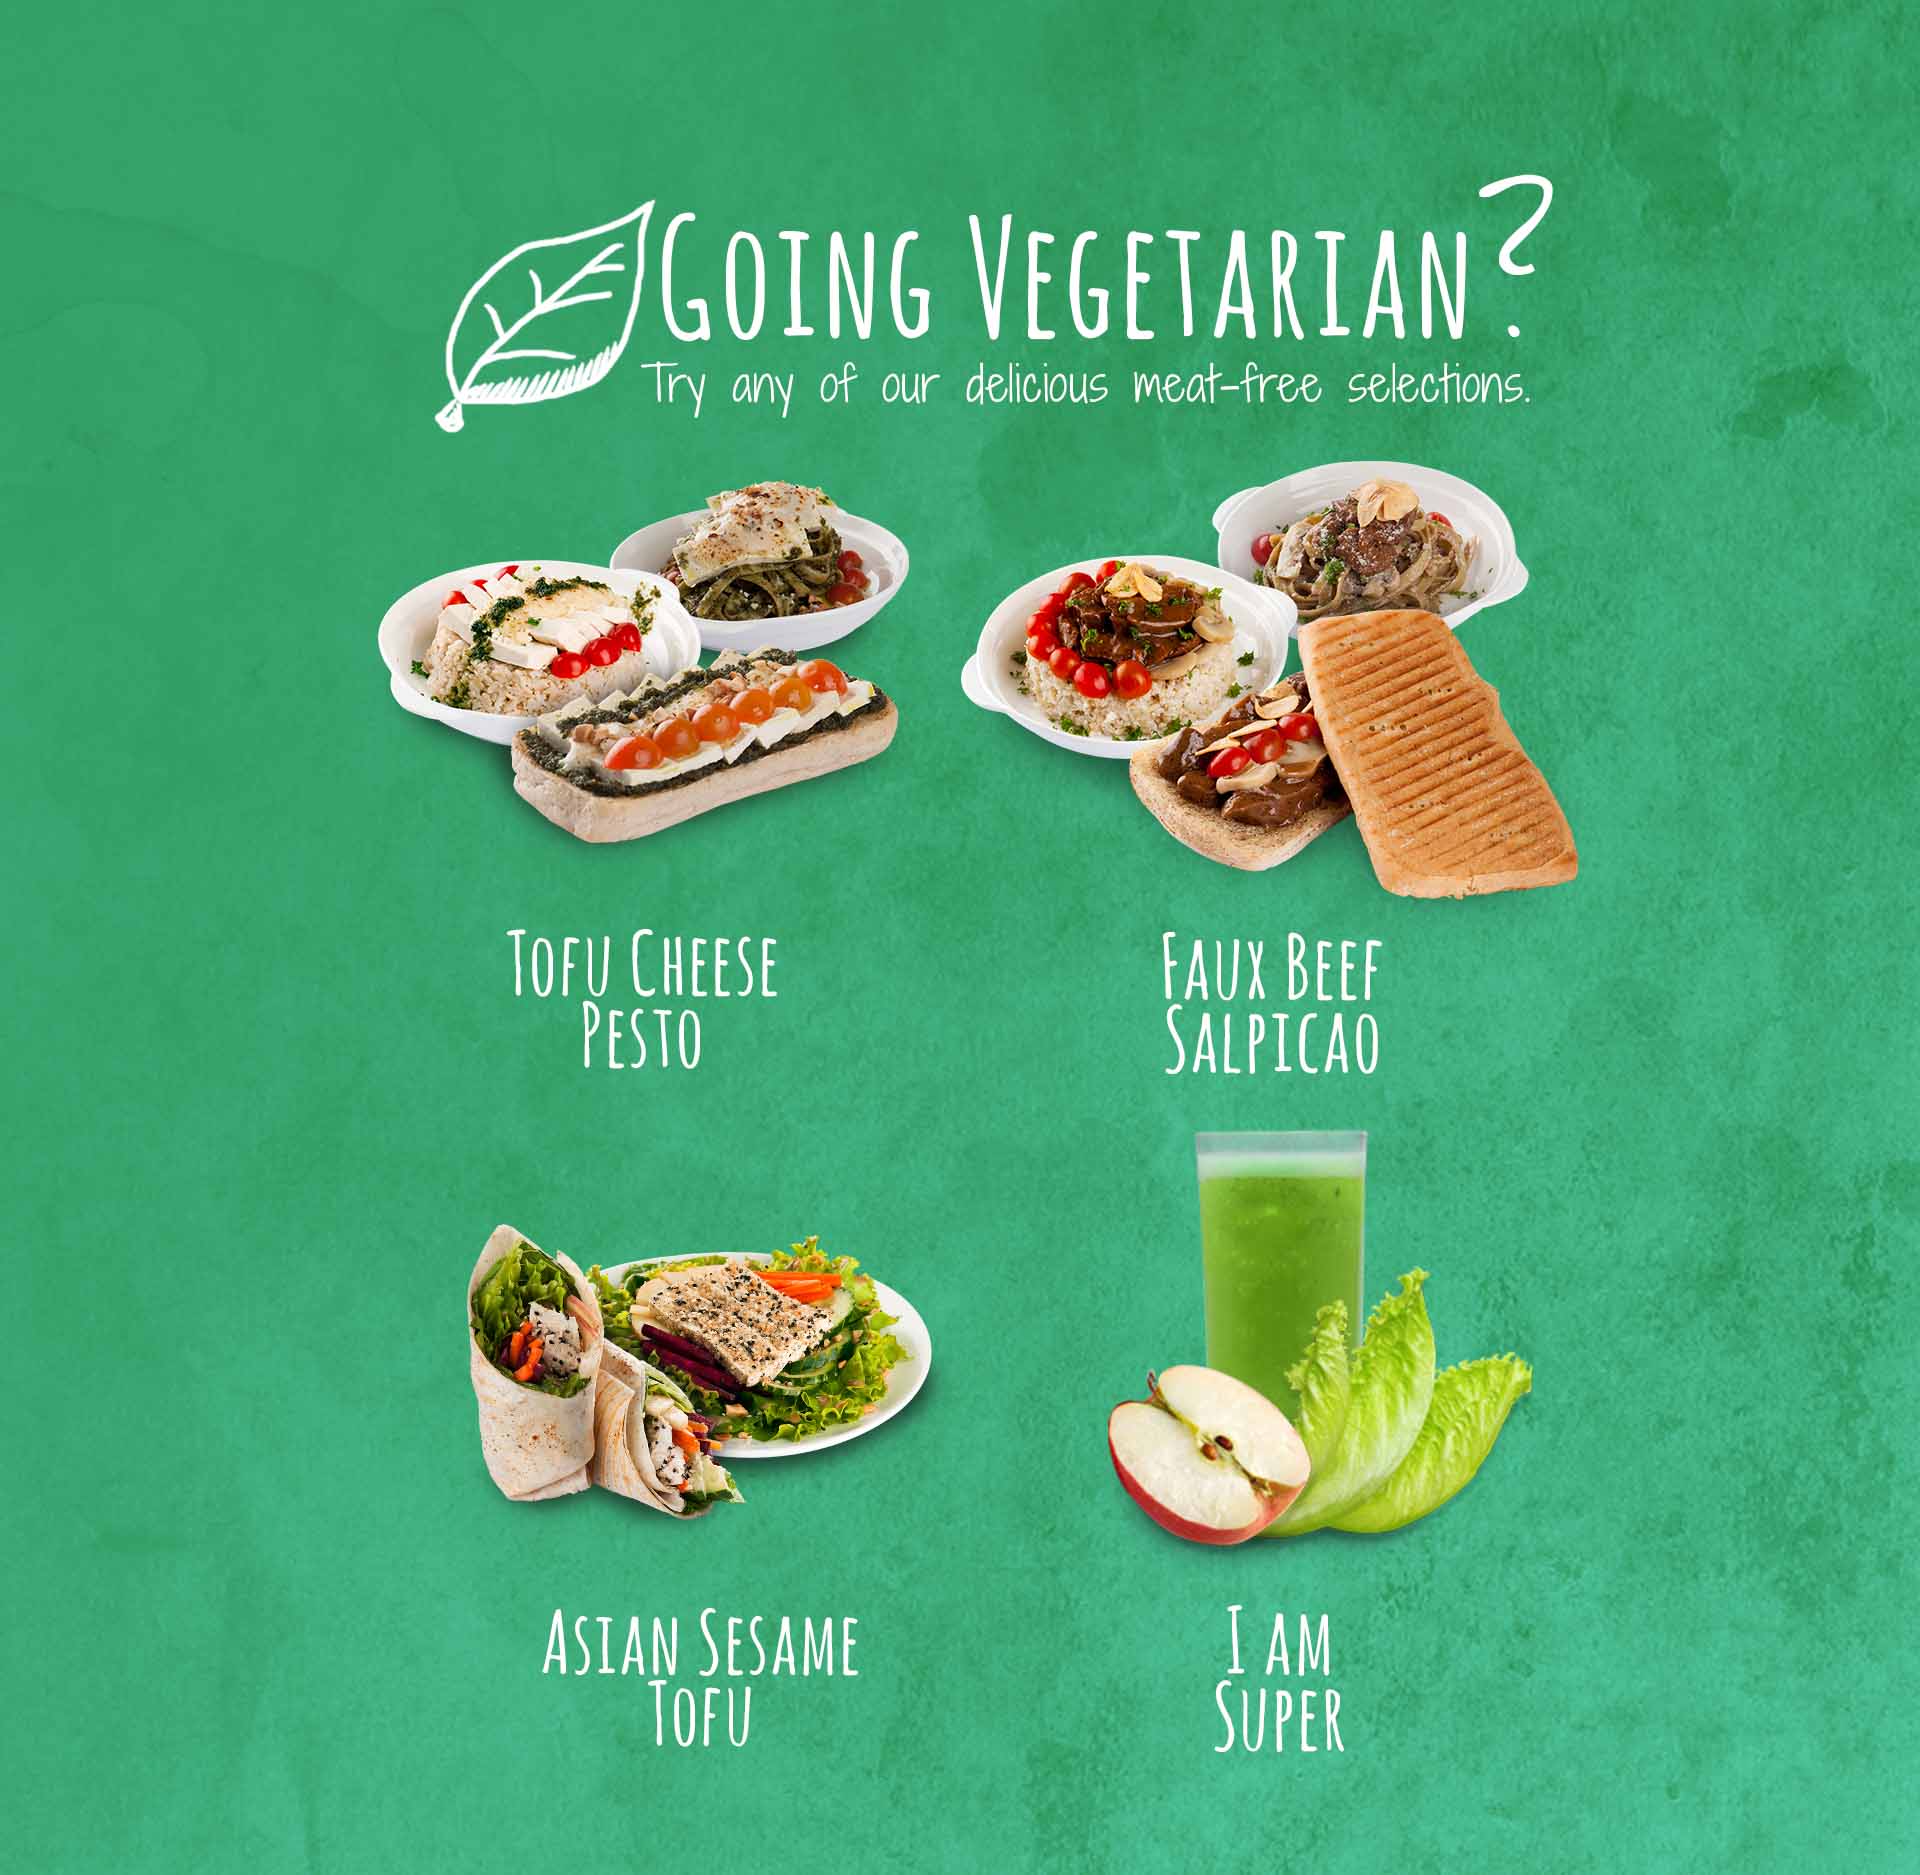 Going Vegetarian?
Try any of our delicious meat-free selections.
Tofu Cheese
Pesto
Faux Beef
Salpicao
Asian Sesame
Tofu
I am
Super